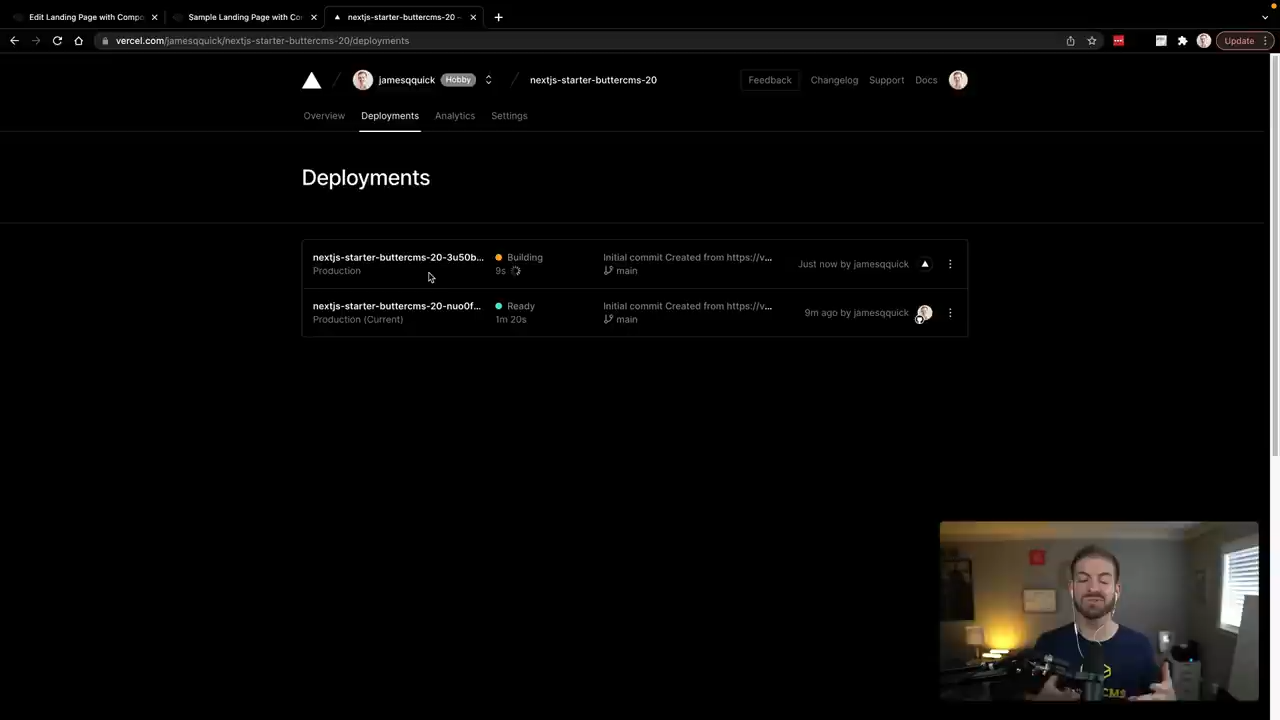 Edit Landing Page with Compo
Sample Landing Page with Cor
nextjs-starter-buttercms-20 -
vercel.com/jamesqquick/nextjs-starter-buttercms-20/deployments
Update
jamesqquick
Hobby
nextjs-starter-buttercms-20
Feedback
Changelog
Support
Docs
Overview
Deployments
Analytics
Settings
Deployments
nextjs-starter-buttercms-20-3u50b...
Building
Initial commit Created from https://v...
Just now by jamesqquick
Production
9s
main
nextjs-starter-buttercms-20-nuo0f...
Ready
Initial commit Created from https://v...
9m ago by jamesqquick
Production (Current)
1m 20s
main